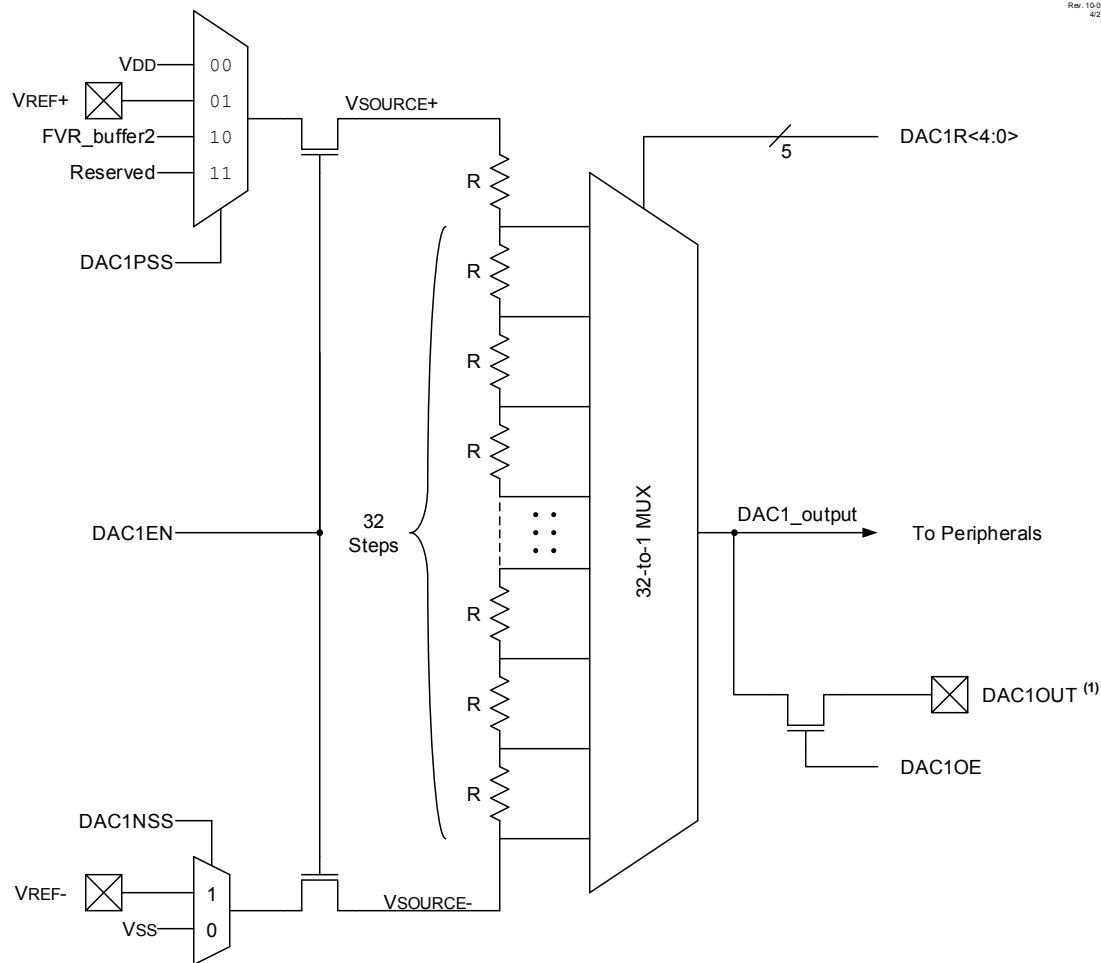 Rev. 10-0
4/2
VDD
00
VREF+
01
VSOURCE+
FVR_buffer2
10
DAC1R<4:0>
5
Reserved
11
R
DAC1PSS
R
R
R
32
Steps
DAC1EN
32-to-1 MUX
DAC1_output
To Peripherals
R
R
DAC1OUT (1)
DAC1OE
R
DAC1NSS
VREF-
1
VSOURCE-
VSS
0